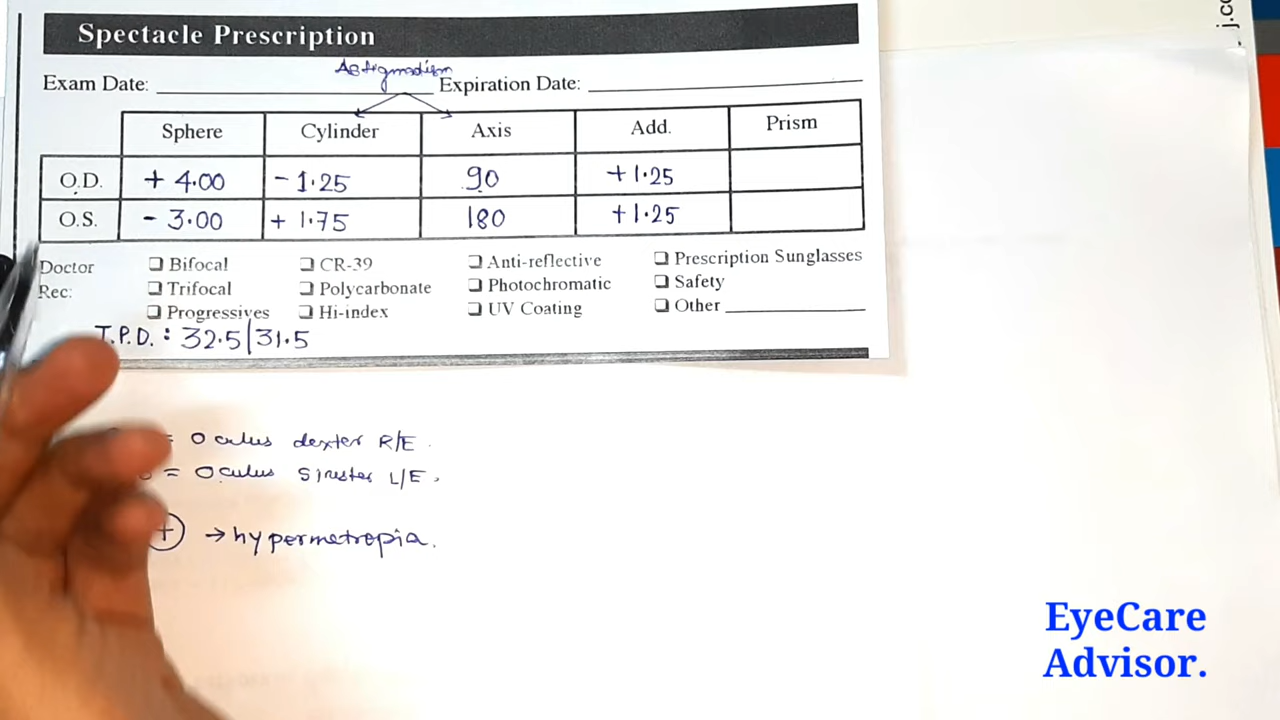 j.co
Spectacle Prescription
Astigmatism
Exam Date: Expiration Date:
Sphere Cylinder Axis Add. Prism
O.D. + 4.00 - 1.25 90 +1.25
O.S. - 3.00 + 1.75 180 +1.25
Doctor Rec:
Bifocal CR-39 Anti-reflective Prescription Sunglasses
Trifocal Polycarbonate Photochromatic Safety
Progressives Hi-index UV Coating Other
I.P.D. : 32.5|31.5
= Oculus dexter R/E.
= Oculus Sinster L/E.
+ → hypermetropia.
EyeCare
Advisor.